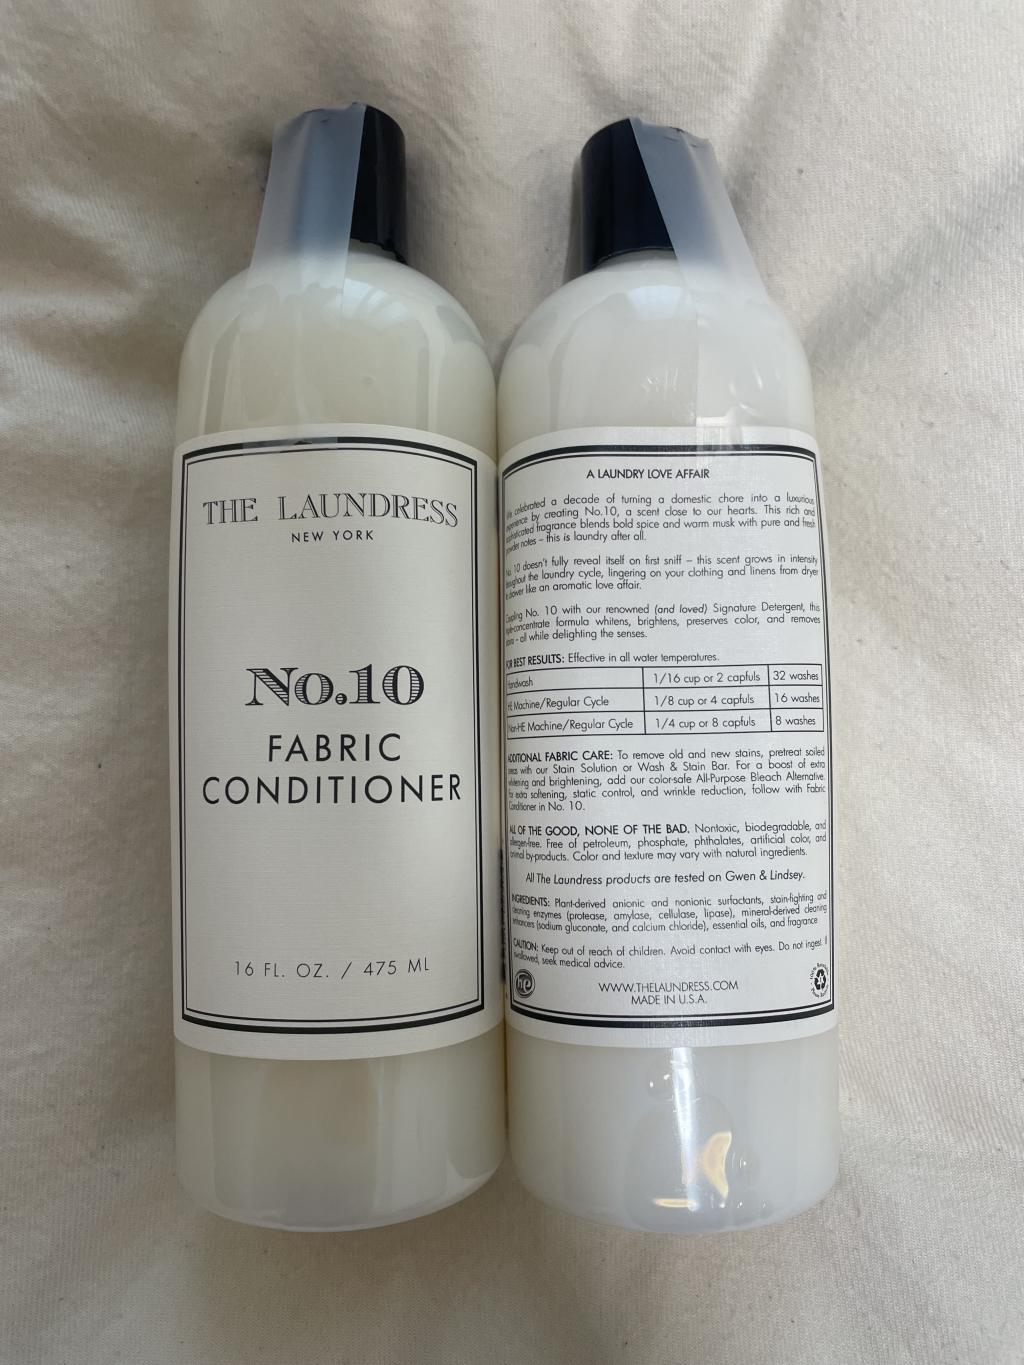 THE LAUNDRESS
NEW YORK
No.10
FABRIC
CONDITIONER
16 FL. OZ. / 475 ML
A LAUNDRY LOVE AFFAIR
celebrated a decade of turning a domestic chore into a luxurious
by creating No.10, a scent close to our hearts. This rich and
fragrance blends bold spice and warm musk with pure and fresh
powder notes – this is laundry after all.
No. 10 doesn't fully reveal itself on first sniff – this scent grows in intensity
the laundry cycle, lingering on your clothing and linens from dryer
like an aromatic love affair.
Coupling No. 10 with our renowned (and loved) Signature Detergent, this
formula whitens, brightens, preserves color, and removes
– all while delighting the senses.
FOR BEST RESULTS: Effective in all water temperatures.
Handwash 1/16 cup or 2 capfuls 32 washes
HE Machine/Regular Cycle 1/8 cup or 4 capfuls 16 washes
Non-HE Machine/Regular Cycle 1/4 cup or 8 capfuls 8 washes
ADDITIONAL FABRIC CARE: To remove old and new stains, pretreat soiled
areas with our Stain Solution or Wash & Stain Bar. For a boost of extra
whitening and brightening, add our color-safe All-Purpose Bleach Alternative.
For extra softening, static control, and wrinkle reduction, follow with Fabric
Conditioner in No. 10.
ALL OF THE GOOD, NONE OF THE BAD. Nontoxic, biodegradable, and
allergen-free. Free of petroleum, phosphate, phthalates, artificial color, and
animal by-products. Color and texture may vary with natural ingredients.
All The Laundress products are tested on Gwen & Lindsey.
INGREDIENTS: Plant-derived anionic and nonionic surfactants, stain-fighting and
cleaning enzymes (protease, amylase, cellulase, lipase), mineral-derived cleaning
enhancers (sodium gluconate, and calcium chloride), essential oils, and fragrance
CAUTION: Keep out of reach of children. Avoid contact with eyes. Do not ingest. If
swallowed, seek medical advice.
he
WWW.THELAUNDRESS.COM
MADE IN U.S.A.